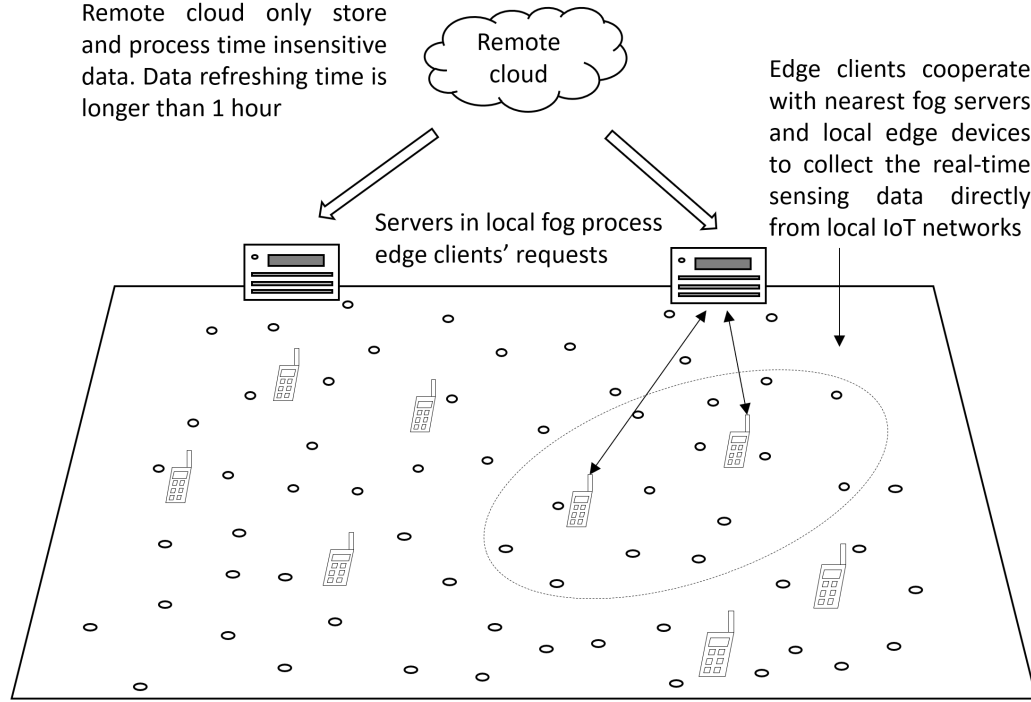 Remote cloud only store
and process time insensitive
data. Data refreshing time is
longer than 1 hour
Remote
cloud
Edge clients cooperate
with nearest fog servers
and local edge devices
to collect the real-time
sensing data directly
from local IoT networks
Servers in local fog process
edge clients' requests